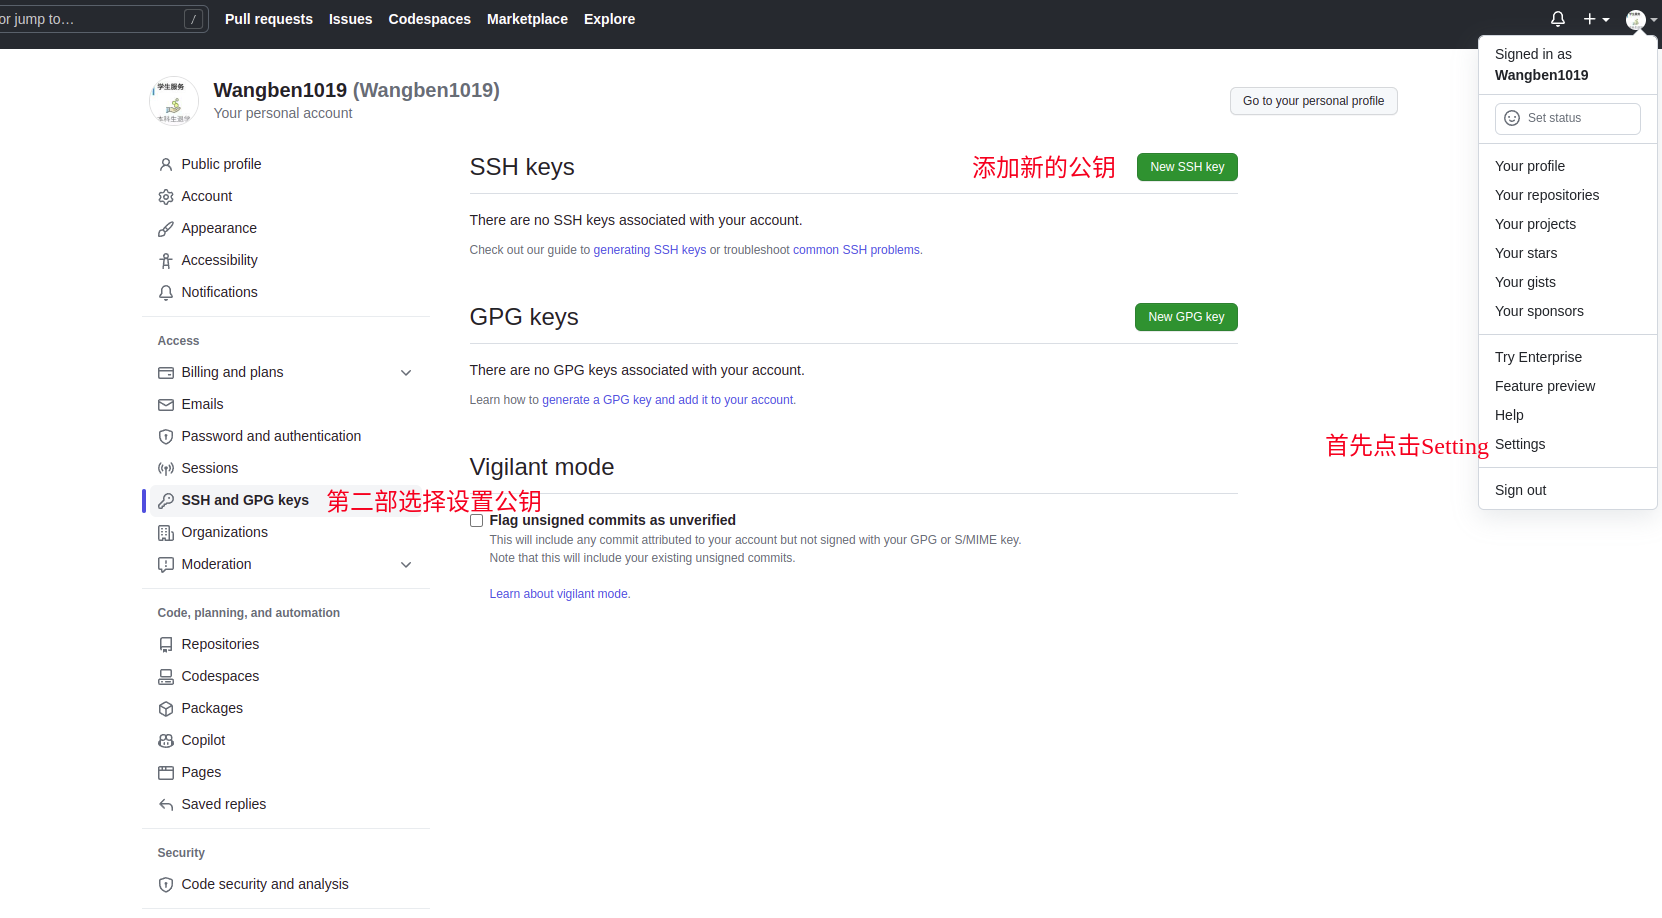 or jump to…
/
Pull requests
Issues
Codespaces
Marketplace
Explore
Signed in as
Wangben1019
Set status
Your profile
Your repositories
Your projects
Your stars
Your gists
Your sponsors
Try Enterprise
Feature preview
Help
首先点击Setting
Settings
Sign out
学生服务
本科生退学
Wangben1019 (Wangben1019)
Your personal account
Go to your personal profile
Public profile
Account
Appearance
Accessibility
Notifications
Access
Billing and plans
Emails
Password and authentication
Sessions
SSH and GPG keys
第二部选择设置公钥
Organizations
Moderation
Code, planning, and automation
Repositories
Codespaces
Packages
Copilot
Pages
Saved replies
Security
Code security and analysis
SSH keys
添加新的公钥
New SSH key
There are no SSH keys associated with your account.
Check out our guide to generating SSH keys or troubleshoot common SSH problems.
GPG keys
New GPG key
There are no GPG keys associated with your account.
Learn how to generate a GPG key and add it to your account.
Vigilant mode
Flag unsigned commits as unverified
This will include any commit attributed to your account but not signed with your GPG or S/MIME key.
Note that this will include your existing unsigned commits.
Learn about vigilant mode.